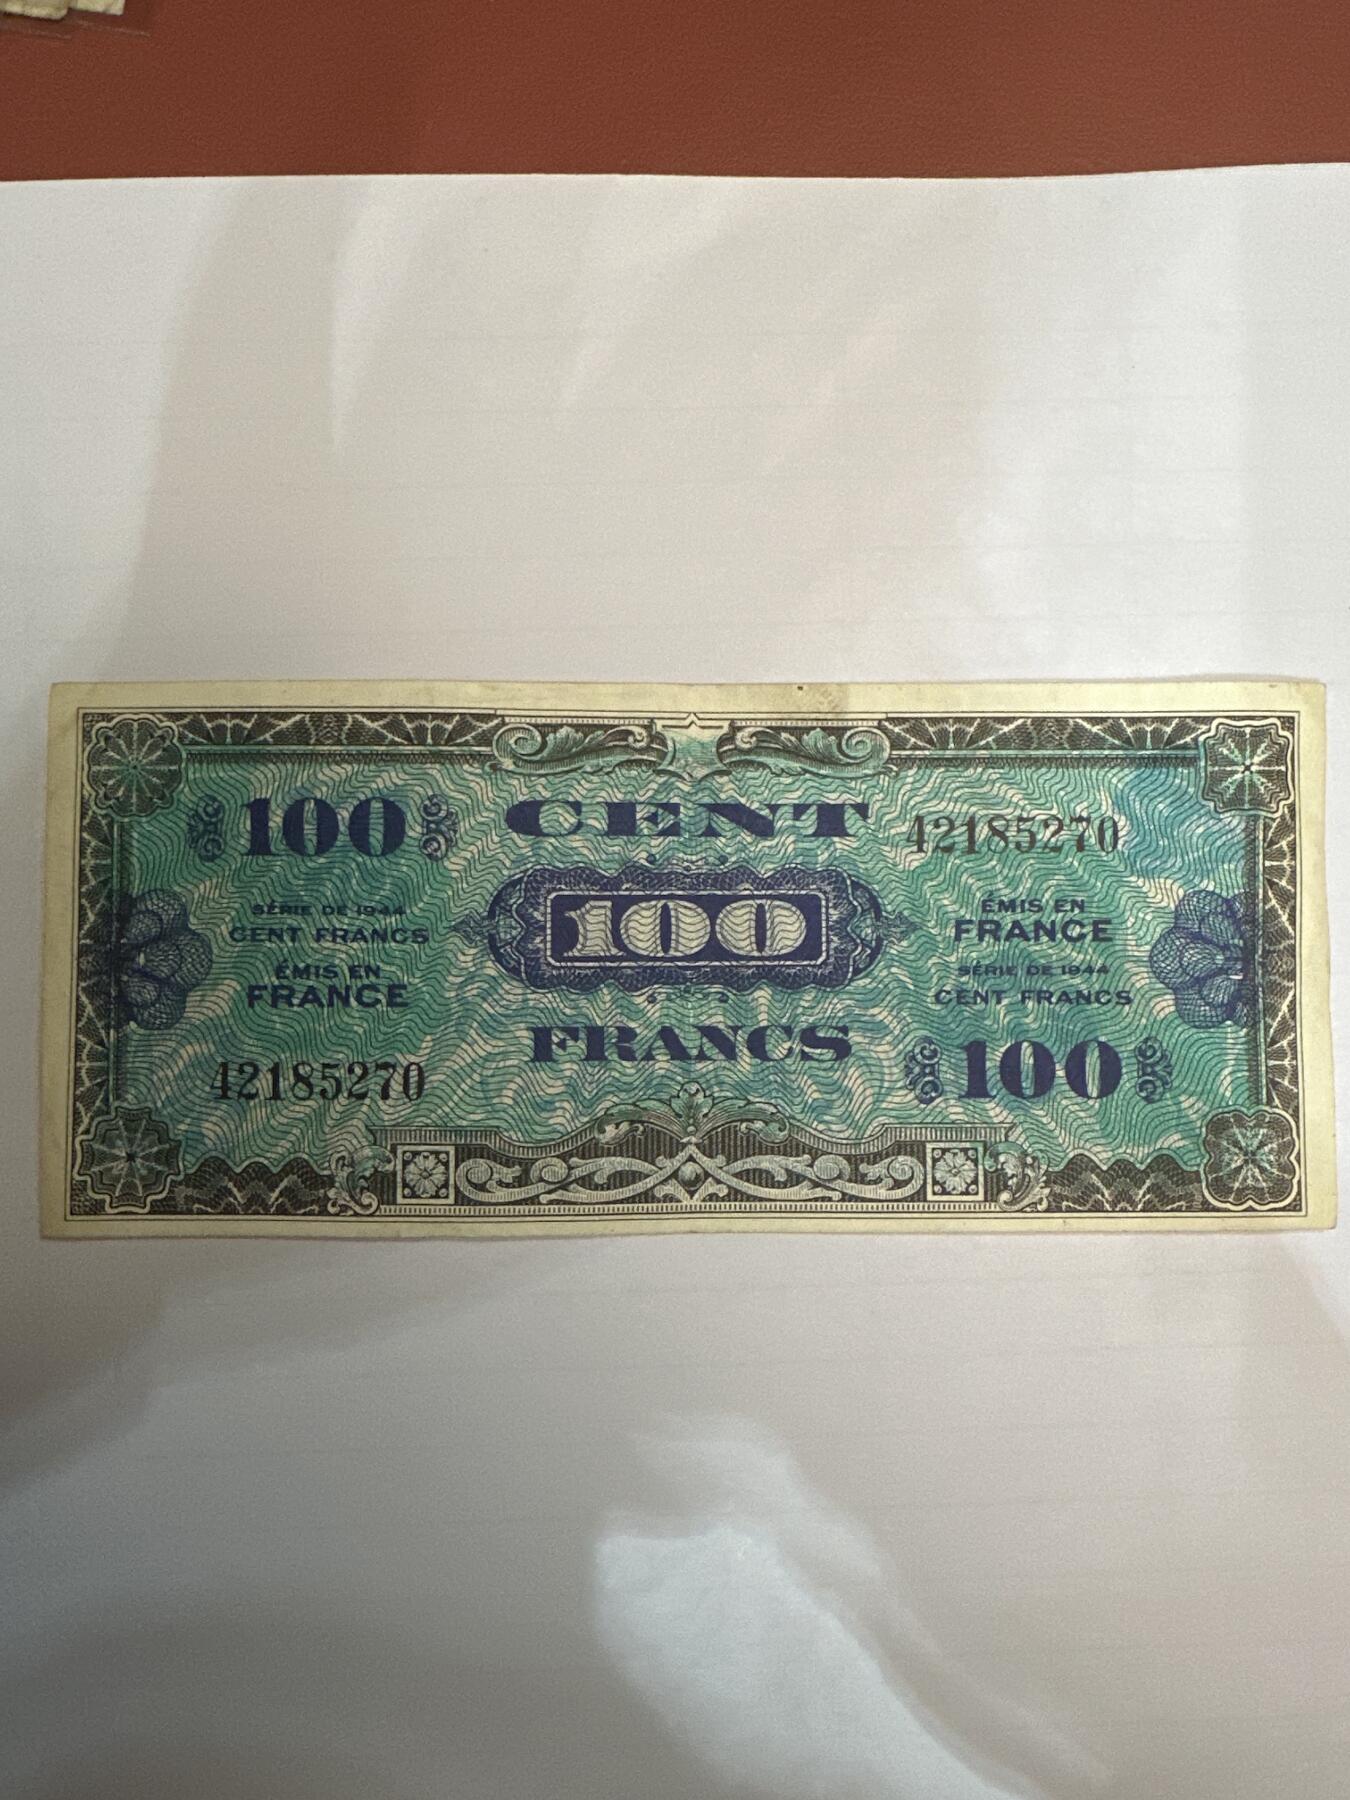 100
CENT
42185270
SÉRIE DE 1944
CENT FRANCS
ÉMIS EN
FRANCE
100
ÉMIS EN
FRANCE
SÉRIE DE 1944
CENT FRANCS
42185270
FRANCS
100